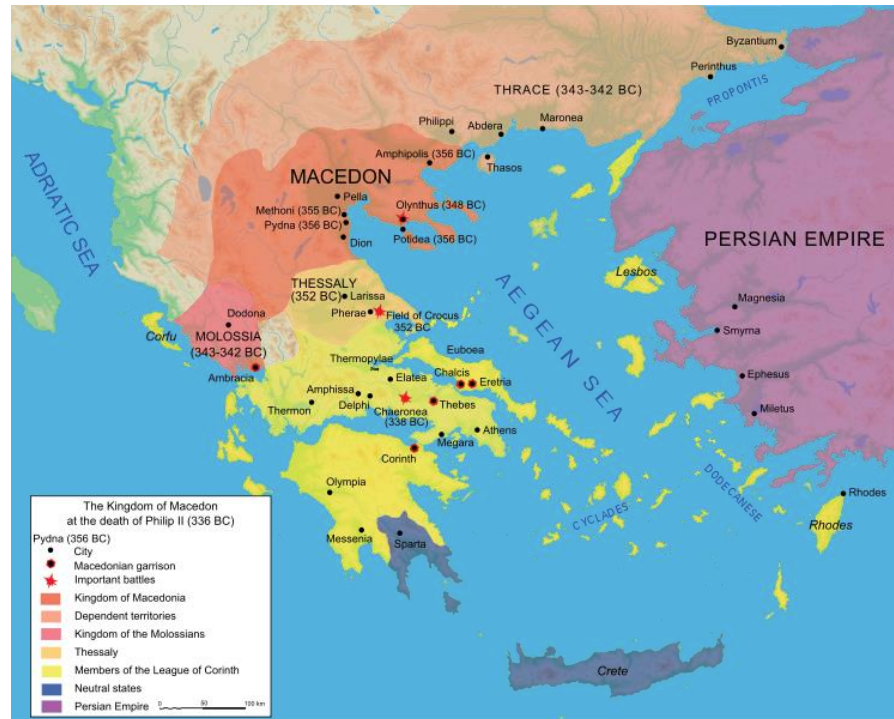 Byzantium
Perinthus
PROPONTIS
THRACE (343-342 BC)
Philippi
Abdera
Maronea
Amphipolis (356 BC)
Thasos
ADRIATIC SEA
MACEDON
Pella
Methoni (355 BC)
Olynthus (348 BC)
Pydna (356 BC)
Potidea (356 BC)
Dion
PERSIAN EMPIRE
AEGEAN SEA
Lesbos
THESSALY
(352 BC)
Larissa
Pherae
Field of Crocus
352 BC
Magnesia
Smyrna
Dodona
Corfu
MOLOSSIA
(343-342 BC)
Ambracia
Euboea
Thermopylae
Chalcis
Elatea
Eretria
Ephesus
Amphissa
Delphi
Thebes
Thermon
Chaeronea
(338 BC)
Miletus
Athens
Megara
Corinth
Olympia
DODECANESE
Rhodes
CYCLADES
Rhodes
Messenia
Sparta
Crete
The Kingdom of Macedon
at the death of Philip II (336 BC)
Pydna (356 BC)
City
Macedonian garrison
Important battles
Kingdom of Macedonia
Dependent territories
Kingdom of the Molossians
Thessaly
Members of the League of Corinth
Neutral states
Persian Empire
0 50 100 km